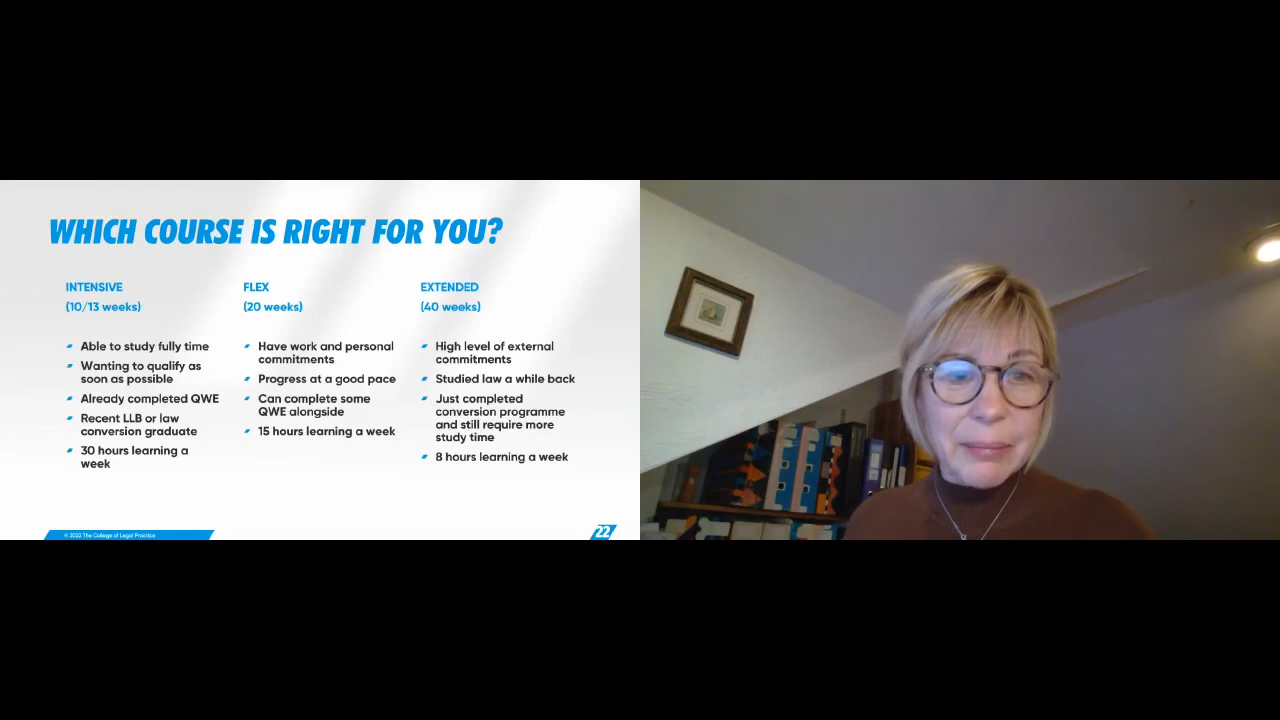 WHICH COURSE IS RIGHT FOR YOU?
INTENSIVE
(10/13 weeks)
Able to study fully time
Wanting to qualify as
soon as possible
Already completed QWE
Recent LLB or law
conversion graduate
30 hours learning a
week
FLEX
(20 weeks)
Have work and personal
commitments
Progress at a good pace
Can complete some
QWE alongside
15 hours learning a week
EXTENDED
(40 weeks)
High level of external
commitments
Studied law a while back
Just completed
conversion programme
and still require more
study time
8 hours learning a week
© 2022 The College of Legal Practice
22